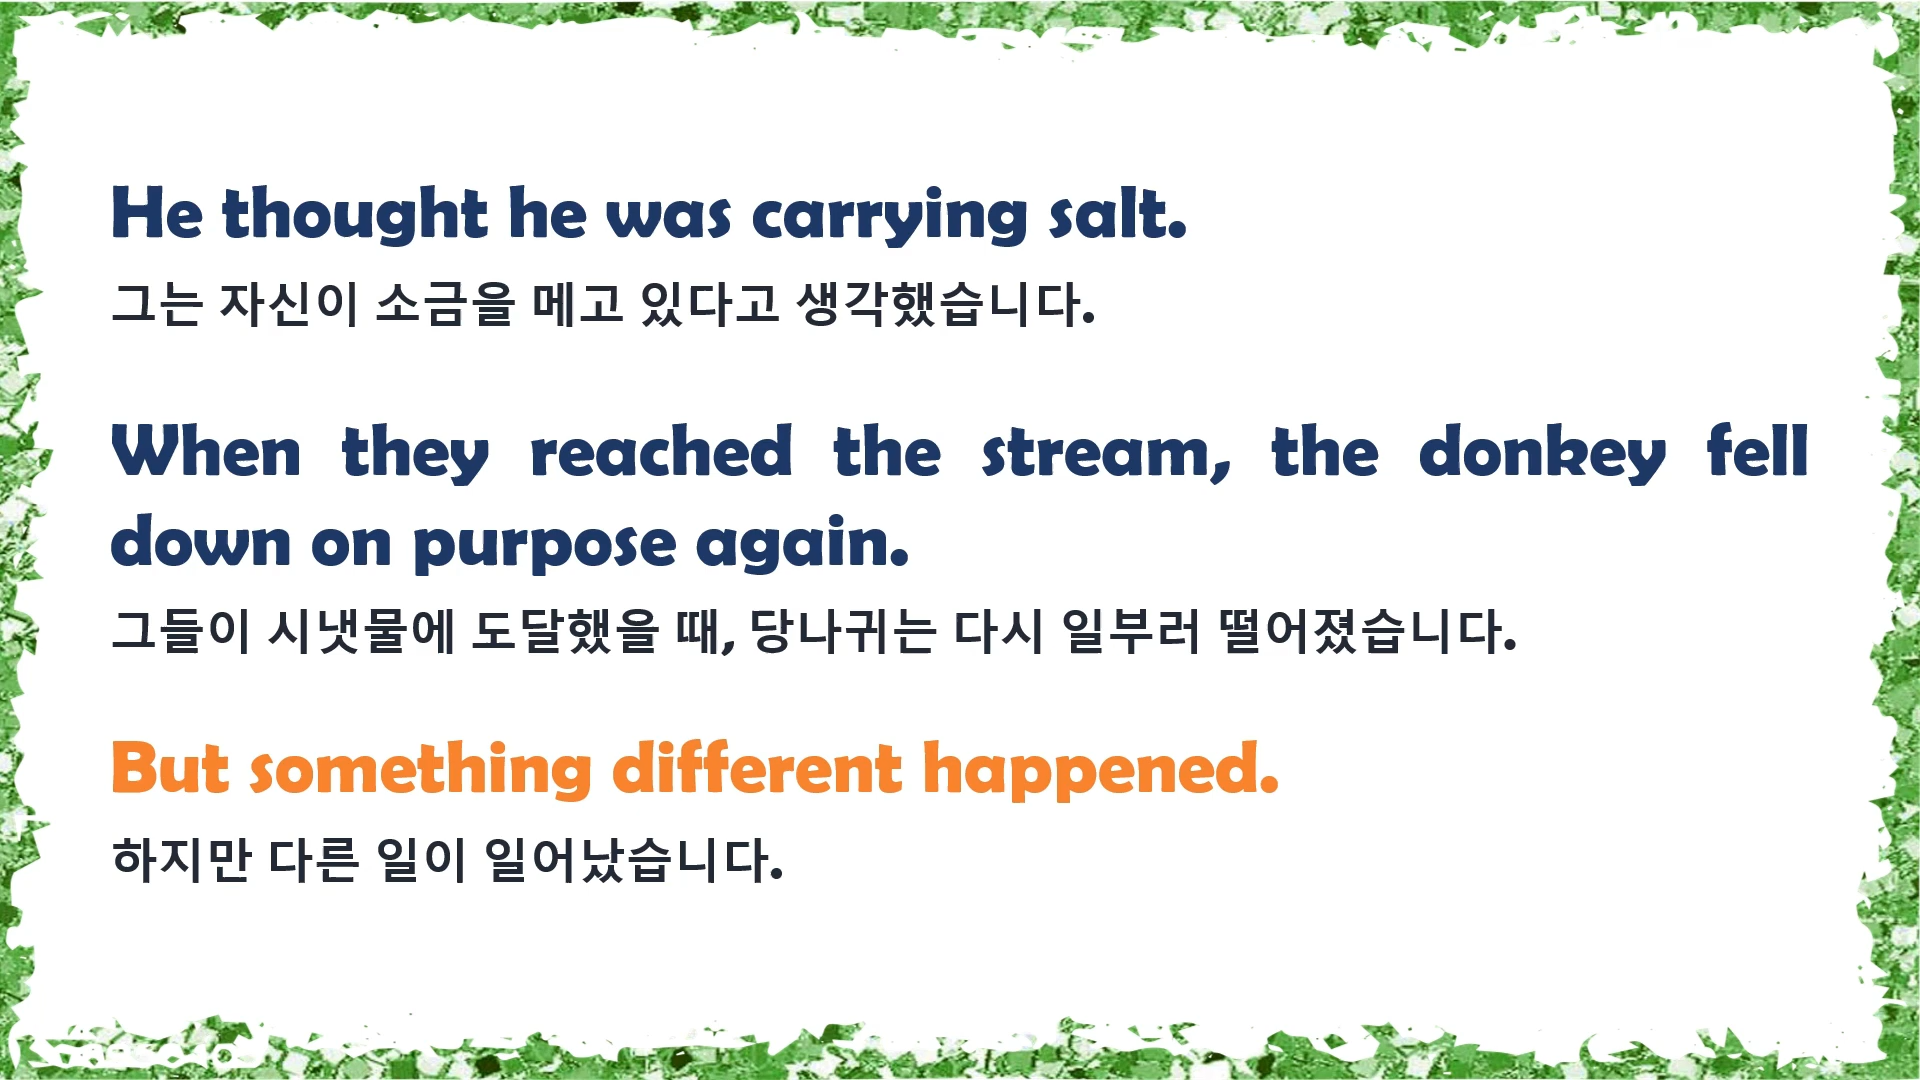 He thought he was carrying salt.
그는 자신이 소금을 메고 있다고 생각했습니다.
When they reached the stream, the donkey fell
down on purpose again.
그들이 시냇물에 도달했을 때, 당나귀는 다시 일부러 떨어졌습니다.
But something different happened.
하지만 다른 일이 일어났습니다.